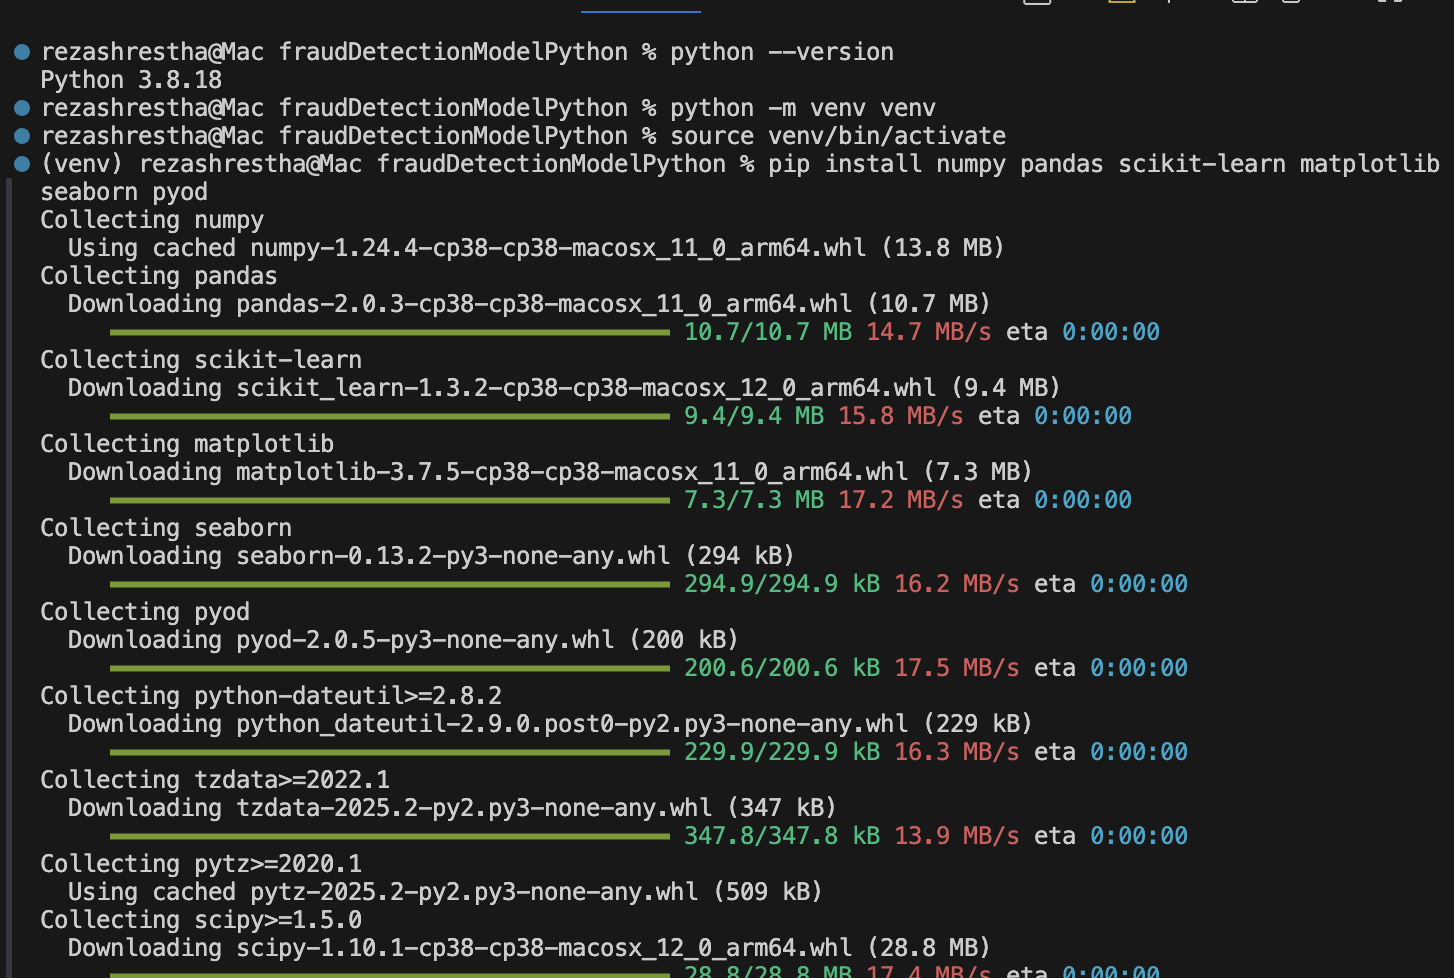 rezashrestha@Mac fraudDetectionModelPython % python --version
Python 3.8.18
rezashrestha@Mac fraudDetectionModelPython % python -m venv venv
rezashrestha@Mac fraudDetectionModelPython % source venv/bin/activate
(venv) rezashrestha@Mac fraudDetectionModelPython % pip install numpy pandas scikit-learn matplotlib
seaborn pyod
Collecting numpy
Using cached numpy-1.24.4-cp38-cp38-macosx_11_0_arm64.whl (13.8 MB)
Collecting pandas
Downloading pandas-2.0.3-cp38-cp38-macosx_11_0_arm64.whl (10.7 MB)
10.7/10.7 MB 14.7 MB/s eta 0:00:00
Collecting scikit-learn
Downloading scikit_learn-1.3.2-cp38-cp38-macosx_12_0_arm64.whl (9.4 MB)
9.4/9.4 MB 15.8 MB/s eta 0:00:00
Collecting matplotlib
Downloading matplotlib-3.7.5-cp38-cp38-macosx_11_0_arm64.whl (7.3 MB)
7.3/7.3 MB 17.2 MB/s eta 0:00:00
Collecting seaborn
Downloading seaborn-0.13.2-py3-none-any.whl (294 kB)
294.9/294.9 kB 16.2 MB/s eta 0:00:00
Collecting pyod
Downloading pyod-2.0.5-py3-none-any.whl (200 kB)
200.6/200.6 kB 17.5 MB/s eta 0:00:00
Collecting python-dateutil>=2.8.2
Downloading python_dateutil-2.9.0.post0-py2.py3-none-any.whl (229 kB)
229.9/229.9 kB 16.3 MB/s eta 0:00:00
Collecting tzdata>=2022.1
Downloading tzdata-2025.2-py2.py3-none-any.whl (347 kB)
347.8/347.8 kB 13.9 MB/s eta 0:00:00
Collecting pytz>=2020.1
Using cached pytz-2025.2-py2.py3-none-any.whl (509 kB)
Collecting scipy>=1.5.0
Downloading scipy-1.10.1-cp38-cp38-macosx_12_0_arm64.whl (28.8 MB)
28.8/28.8 MB 17.4 MB/s eta 0:00:00